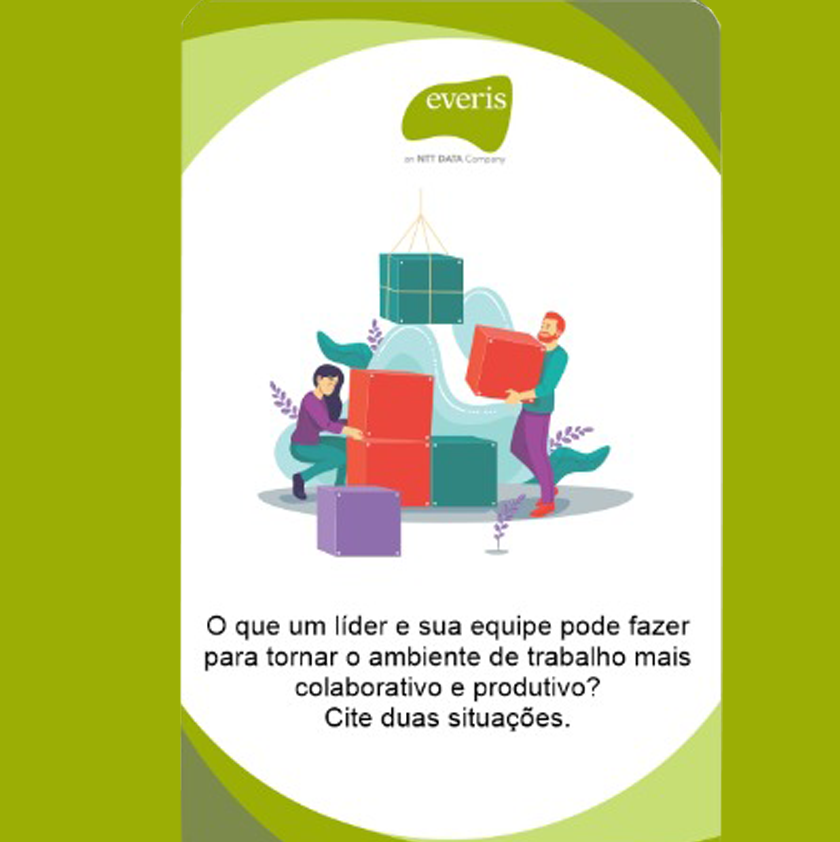 everis
an NTT DATA Company
O que um líder e sua equipe pode fazer
para tornar o ambiente de trabalho mais
colaborativo e produtivo?
Cite duas situações.